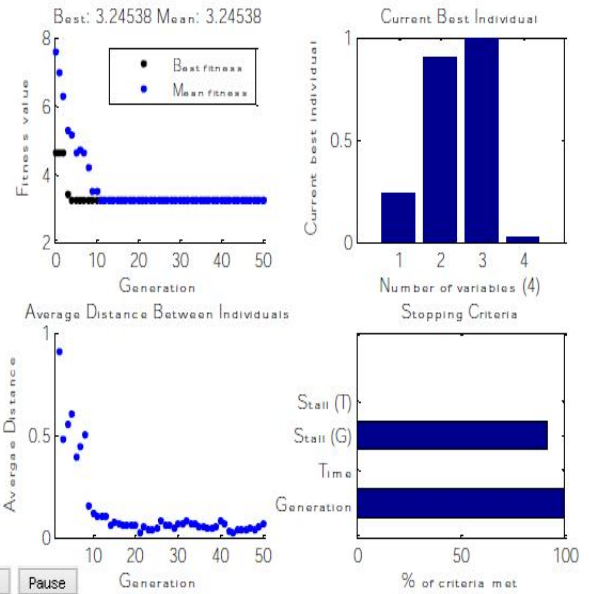 Best: 3.24538 Mean: 3.24538
8
6
4
2
Fitness value
Best fitness
Mean fitness
0 10 20 30 40 50
Generation
Current Best Individual
1
0.5
0
Current best individual
1 2 3 4
Number of variables (4)
Average Distance Between Individuals
1
0.5
0
Avergae Distance
10 20 30 40 50
Generation
Stopping Criteria
Stall (T)
Stall (G)
Time
Generation
0 50 100
% of criteria met
Pause